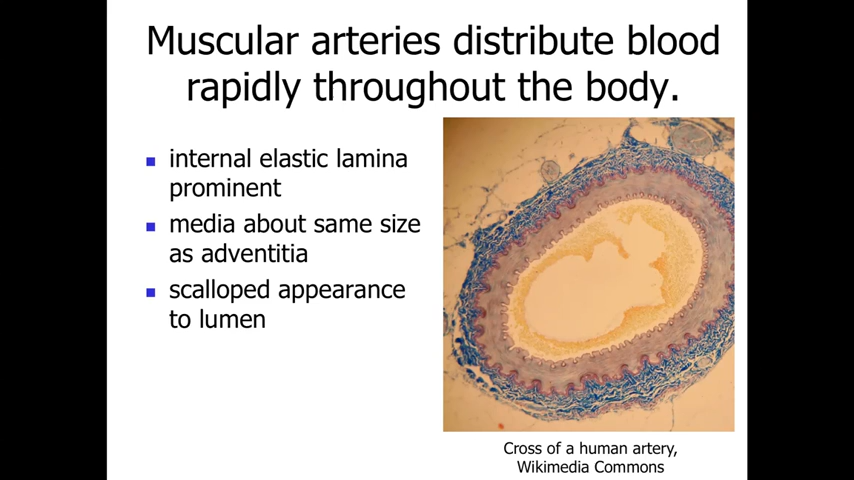 Muscular arteries distribute blood
rapidly throughout the body.
internal elastic lamina
prominent
media about same size
as adventitia
scalloped appearance
to lumen
Cross of a human artery,
Wikimedia Commons